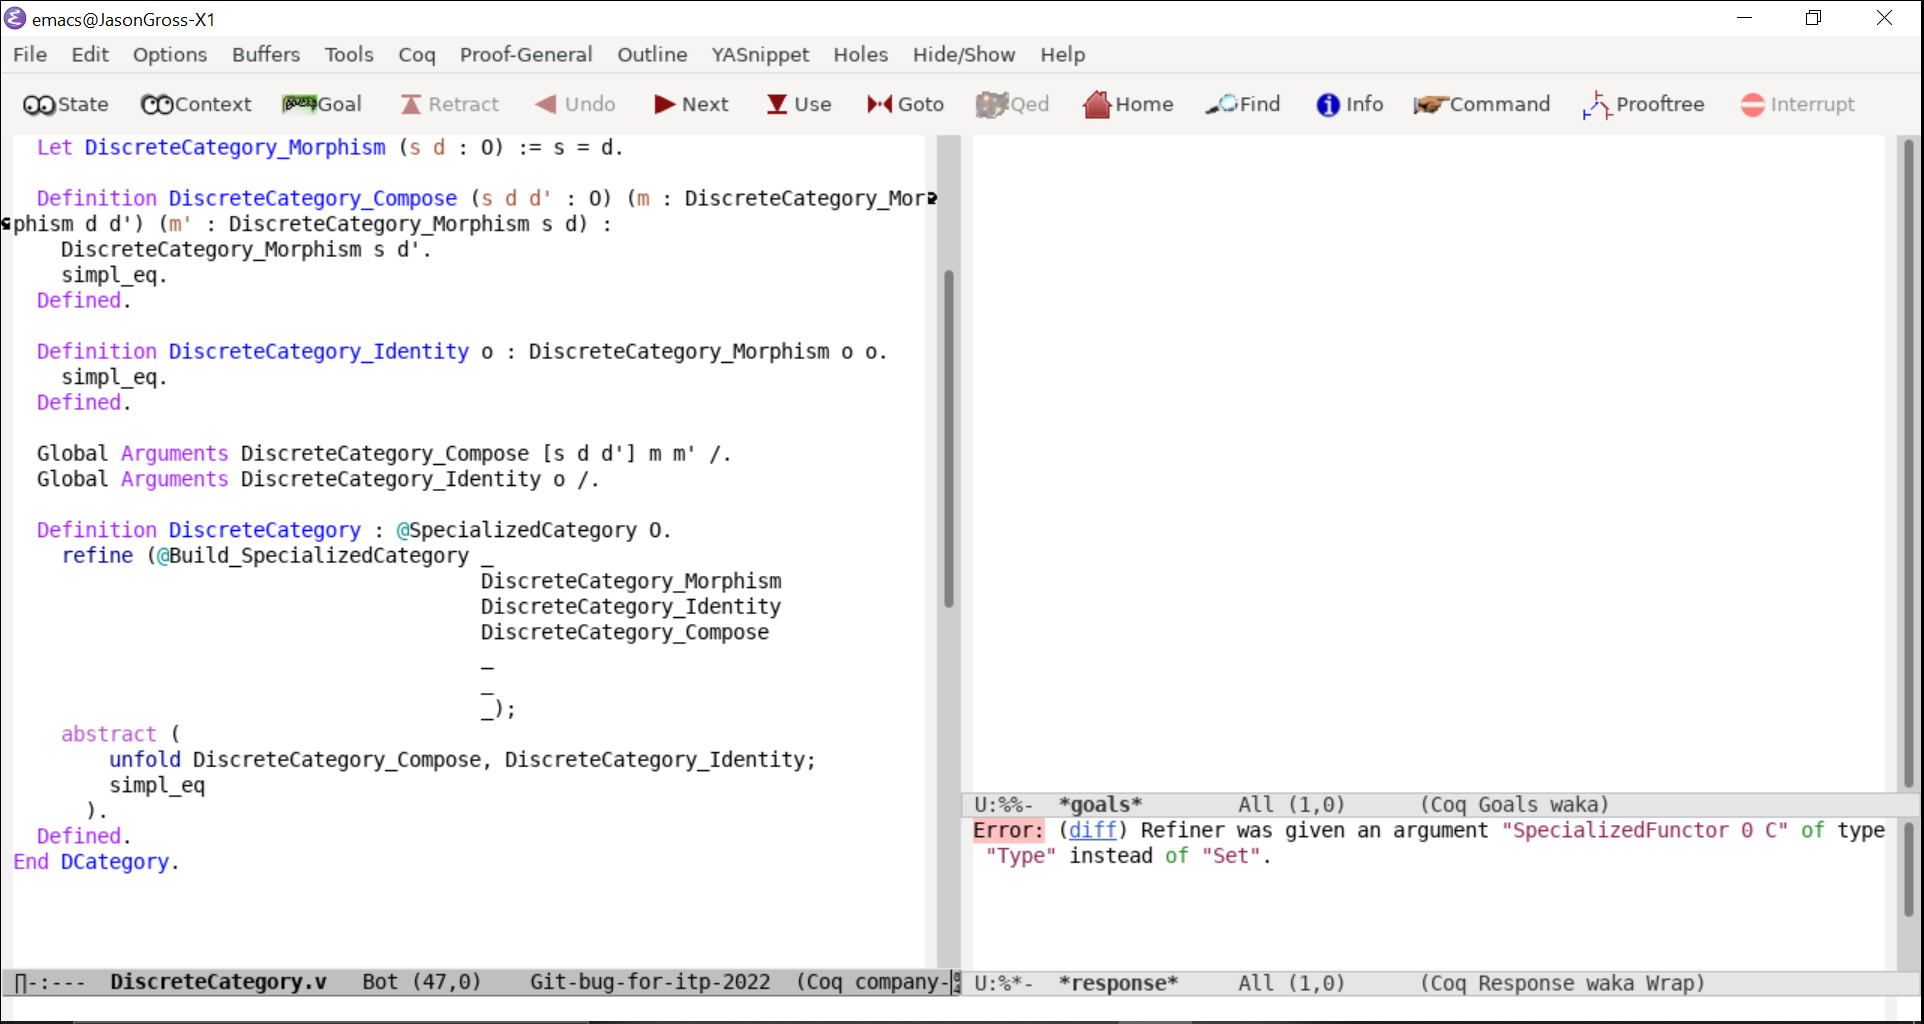 emacs@JasonGross-X1
File Edit Options Buffers Tools Coq Proof-General Outline YASnippet Holes Hide/Show Help
State Context Goal Retract Undo Next Use Goto Qed Home Find Info Command Prooftree Interrupt
Let DiscreteCategory_Morphism (s d : O) := s = d.
Definition DiscreteCategory_Compose (s d d' : O) (m : DiscreteCategory_Mor
phism d d') (m' : DiscreteCategory_Morphism s d) :
DiscreteCategory_Morphism s d'.
simpl_eq.
Defined.
Definition DiscreteCategory_Identity o : DiscreteCategory_Morphism o o.
simpl_eq.
Defined.
Global Arguments DiscreteCategory_Compose [s d d'] m m' /.
Global Arguments DiscreteCategory_Identity o /.
Definition DiscreteCategory : @SpecializedCategory O.
refine (@Build_SpecializedCategory _
DiscreteCategory_Morphism
DiscreteCategory_Identity
DiscreteCategory_Compose
_
_
_);
abstract (
unfold DiscreteCategory_Compose, DiscreteCategory_Identity;
simpl_eq
).
Defined.
End DCategory.
∏-:--- DiscreteCategory.v Bot (47,0) Git-bug-for-itp-2022 (Coq company-
U:%%- *goals* All (1,0) (Coq Goals waka)
Error: (diff) Refiner was given an argument "SpecializedFunctor 0 C" of type
"Type" instead of "Set".
U:%*- *response* All (1,0) (Coq Response waka Wrap)